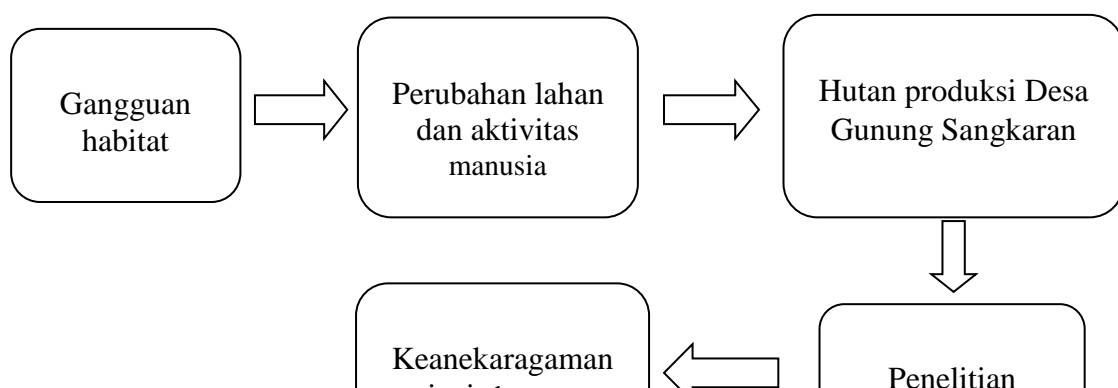 Gangguan
habitat
Perubahan lahan
dan aktivitas
manusia
Hutan produksi Desa
Gunung Sangkaran
Keanekaragaman
Penelitian